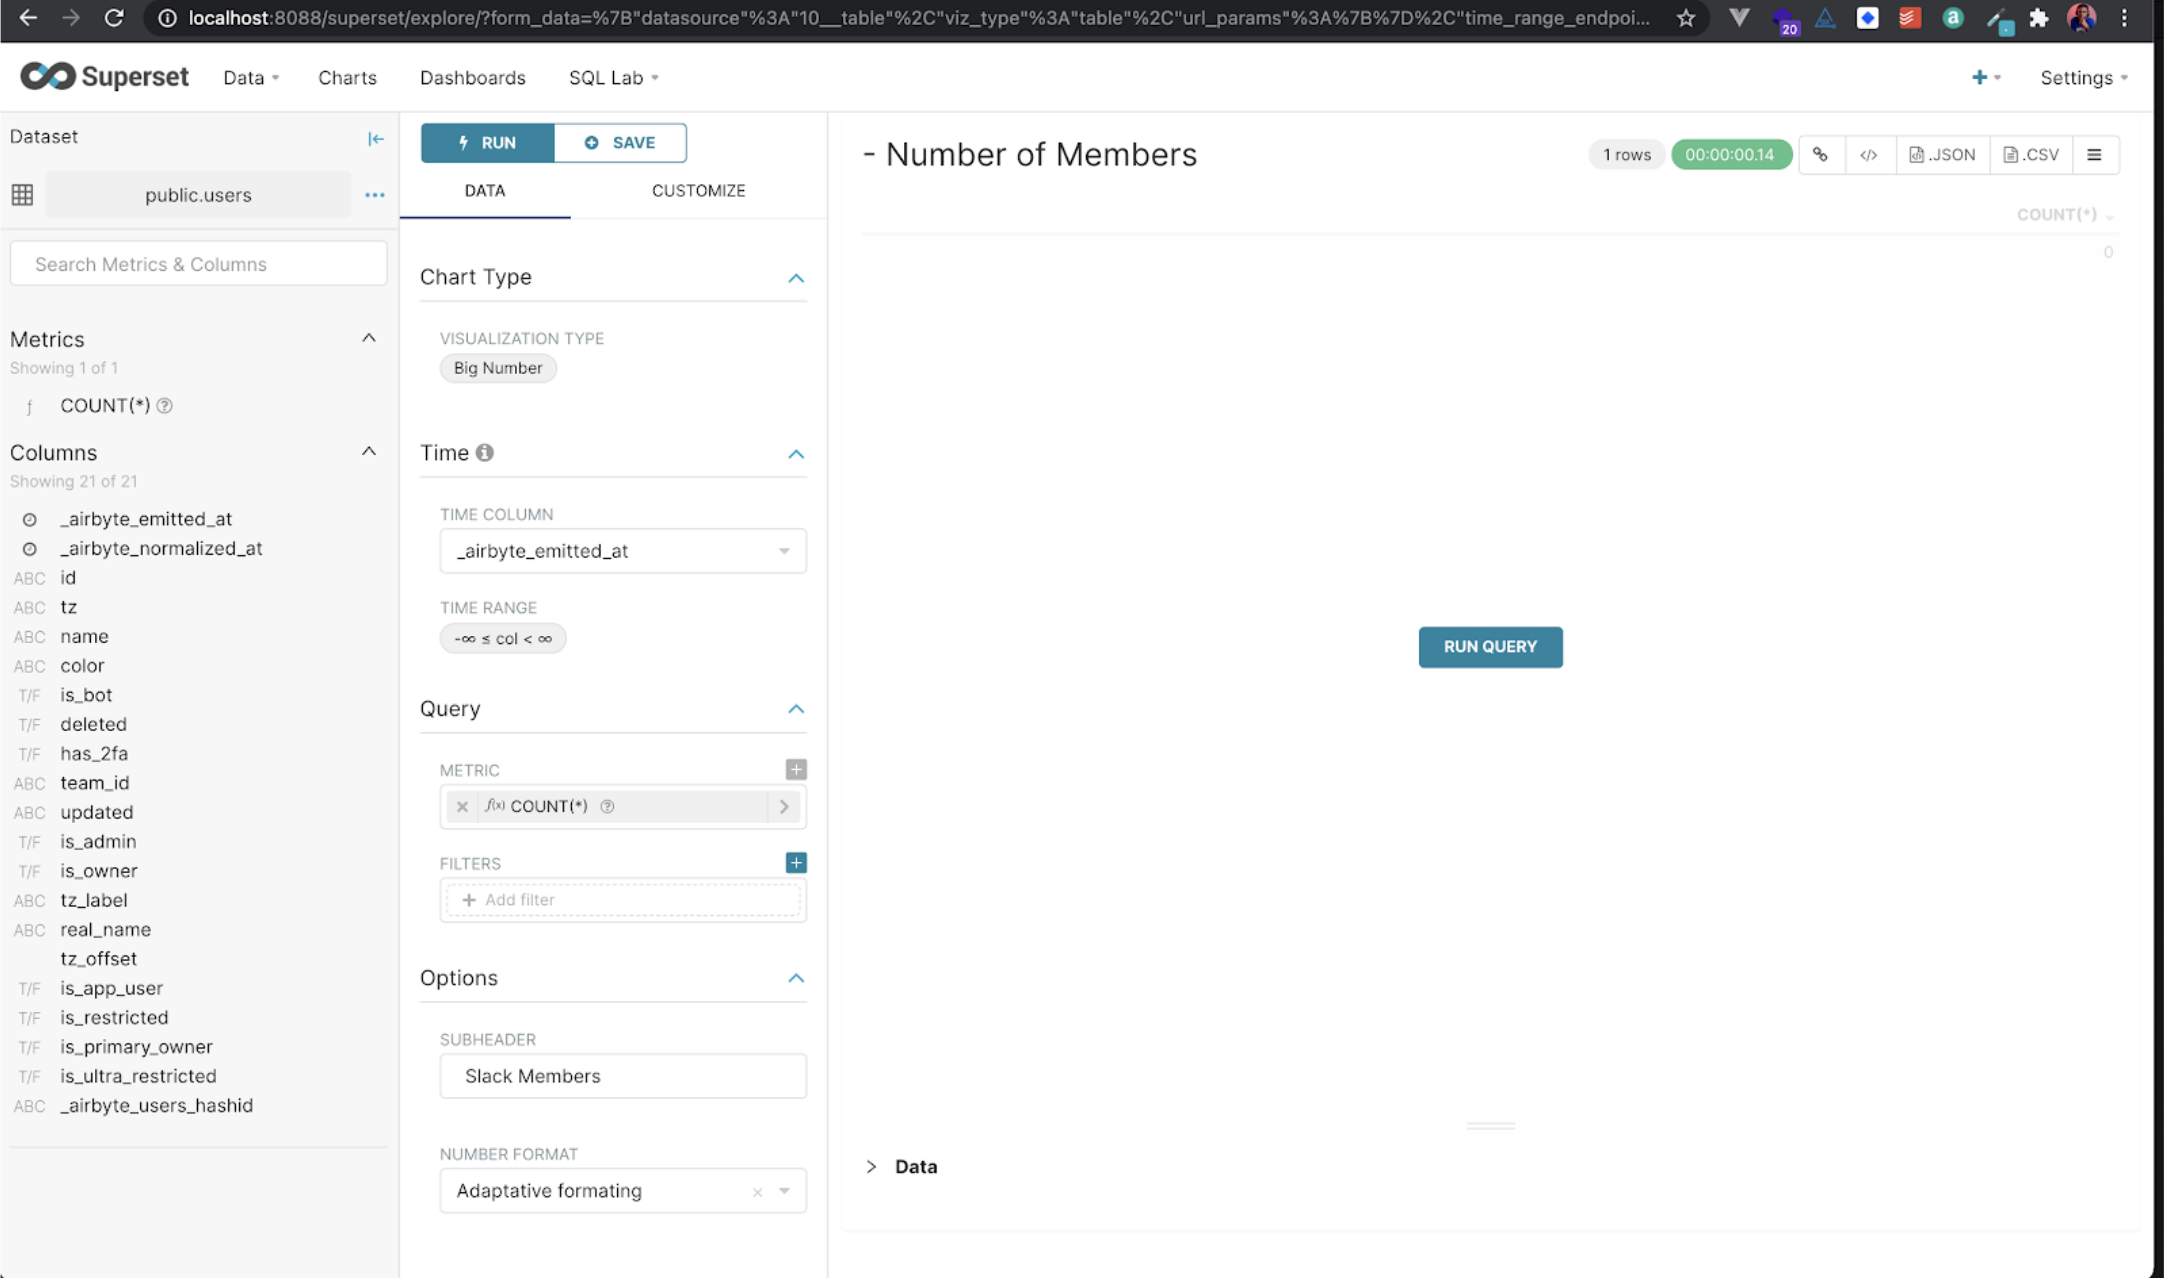 localhost:8088/superset/explore/?form_data=%7B"datasource"%3A"10__table"%2C"viz_type"%3A"table"%2C"url_params"%3A%7B%7D%2C"time_range_endpoi...
20
a
Superset
Data
Charts
Dashboards
SQL Lab
+
Settings
Dataset
public.users
...
Search Metrics & Columns
Metrics
Showing 1 of 1
ƒ COUNT(*) ?
Columns
Showing 21 of 21
_airbyte_emitted_at
_airbyte_normalized_at
ABC id
ABC tz
ABC name
ABC color
T/F is_bot
T/F deleted
T/F has_2fa
ABC team_id
ABC updated
T/F is_admin
T/F is_owner
ABC tz_label
ABC real_name
tz_offset
T/F is_app_user
T/F is_restricted
T/F is_primary_owner
T/F is_ultra_restricted
ABC _airbyte_users_hashid
RUN
SAVE
DATA
CUSTOMIZE
Chart Type
VISUALIZATION TYPE
Big Number
Time
TIME COLUMN
_airbyte_emitted_at
TIME RANGE
-∞ ≤ col < ∞
Query
METRIC
ƒ(x) COUNT(*) ?
FILTERS
+ Add filter
Options
SUBHEADER
Slack Members
NUMBER FORMAT
Adaptative formating
- Number of Members
1 rows
00:00:00.14
</>
.JSON
.CSV
COUNT(*)
0
RUN QUERY
Data